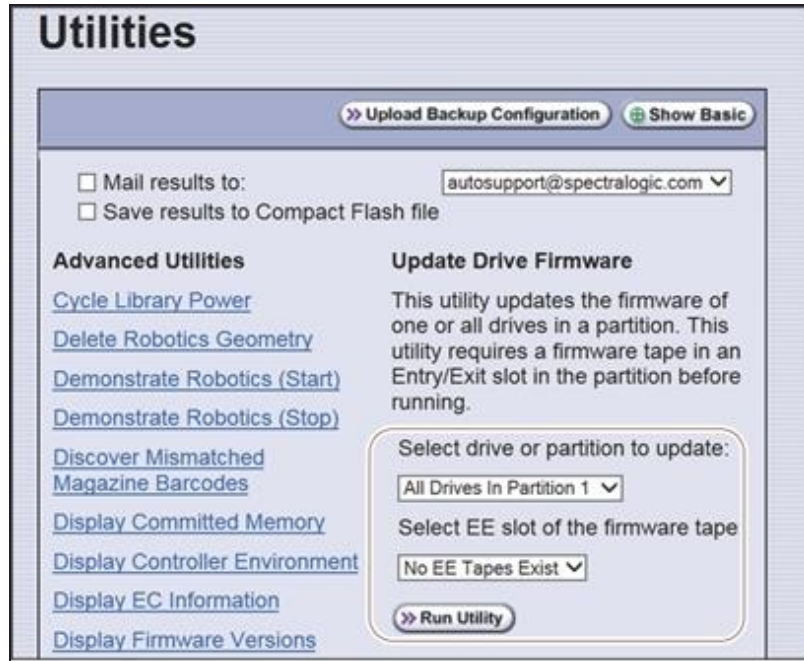 Utilities
Upload Backup Configuration
Show Basic
Mail results to:
autosupport@spectralogic.com
Save results to Compact Flash file
Advanced Utilities
Cycle Library Power
Delete Robotics Geometry
Demonstrate Robotics (Start)
Demonstrate Robotics (Stop)
Discover Mismatched
Magazine Barcodes
Display Committed Memory
Display Controller Environment
Display EC Information
Display Firmware Versions
Update Drive Firmware
This utility updates the firmware of
one or all drives in a partition. This
utility requires a firmware tape in an
Entry/Exit slot in the partition before
running.
Select drive or partition to update:
All Drives In Partition 1
Select EE slot of the firmware tape
No EE Tapes Exist
Run Utility